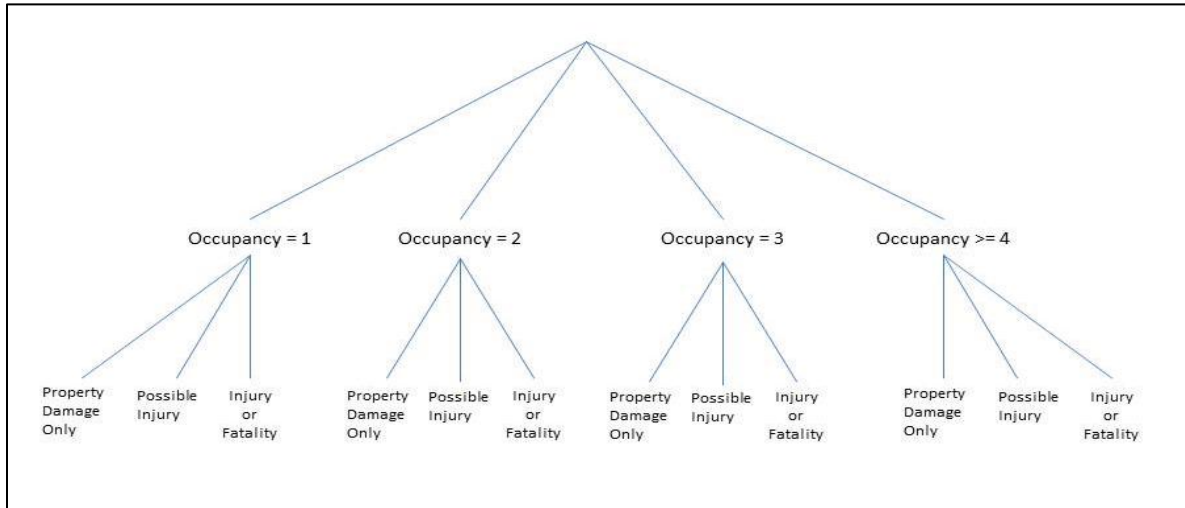 Occupancy = 1
Occupancy = 2
Occupancy = 3
Occupancy >= 4
Property
Damage
Only
Possible
Injury
Injury
or
Fatality
Property
Damage
Only
Possible
Injury
Injury
or
Fatality
Property
Damage
Only
Possible
Injury
Injury
or
Fatality
Property
Damage
Only
Possible
Injury
Injury
or
Fatality